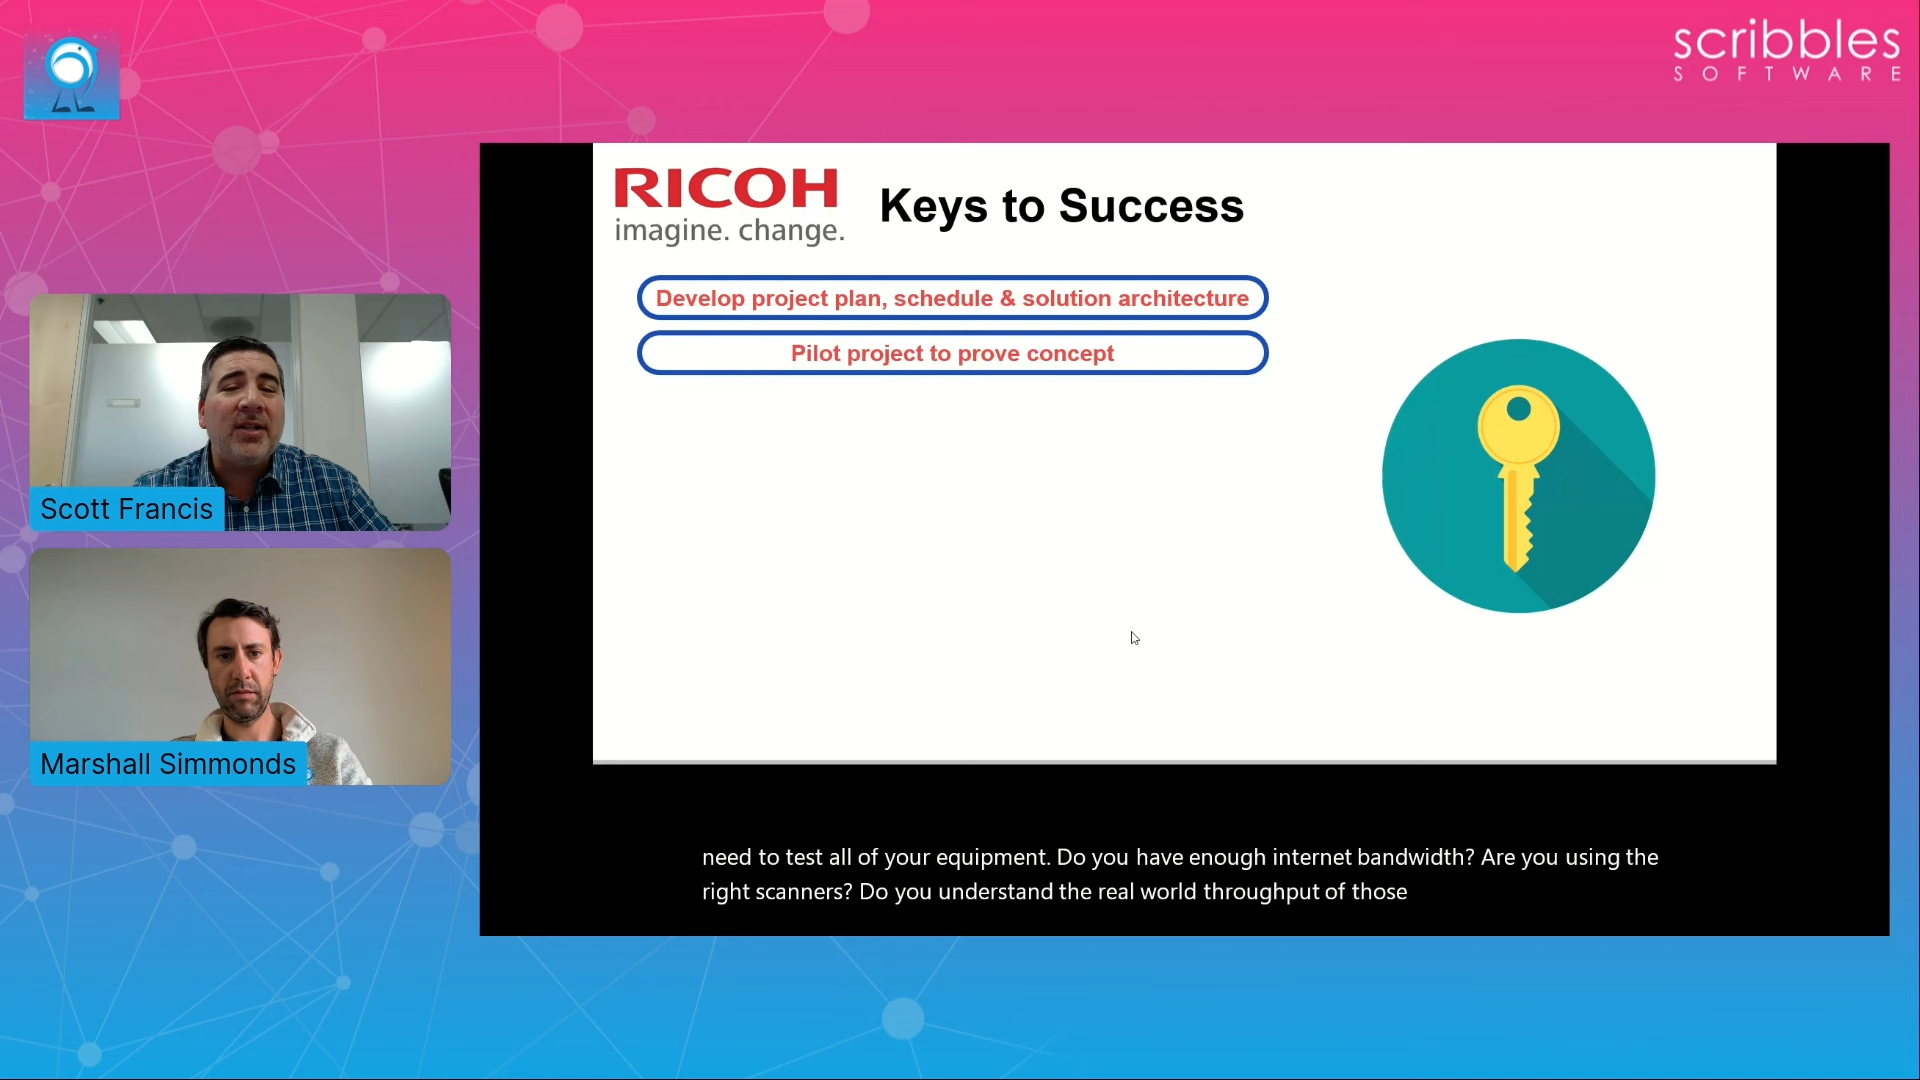 scribbles
SOFTWARE
RICOH
imagine. change.
Keys to Success
Develop project plan, schedule & solution architecture
Pilot project to prove concept
Scott Francis
Marshall Simmonds
need to test all of your equipment. Do you have enough internet bandwidth? Are you using the
right scanners? Do you understand the real world throughput of those